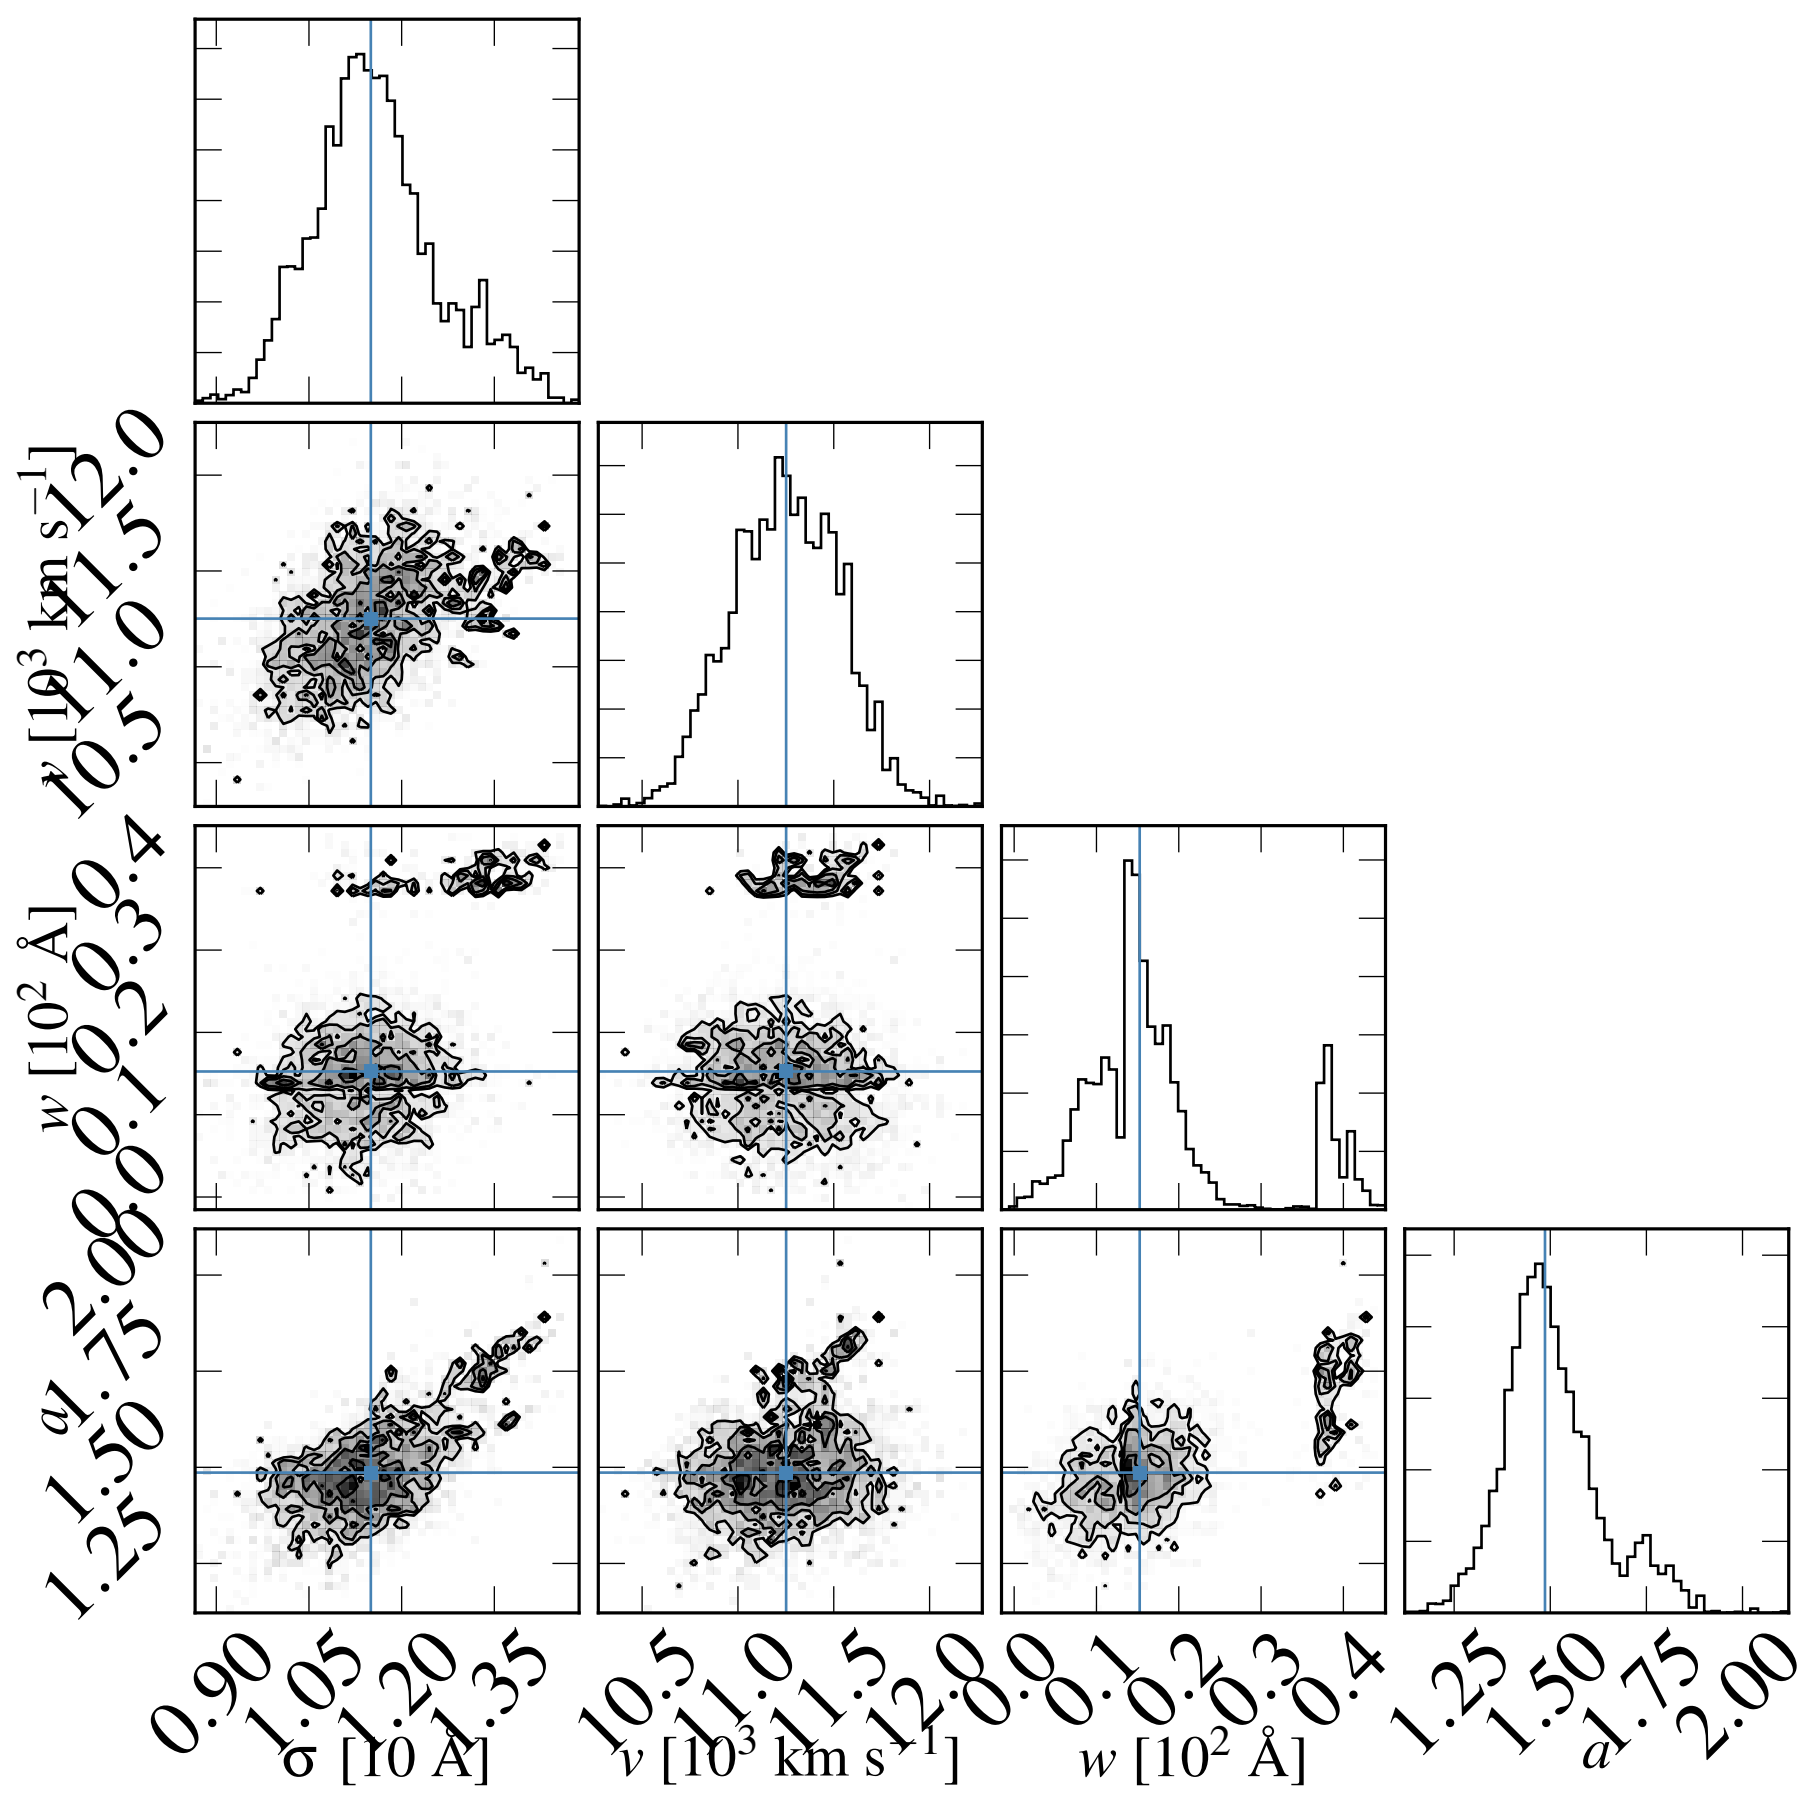 12.0
11.5
11.0
10.5
v [10³ km s⁻¹]
0.4
0.3
0.2
0.1
0.0
w [10² Å]
2.00
1.75
1.50
1.25
a
0.90 1.05 1.20 1.35
σ [10 Å]
10.5 11.0 11.5 12.0
v [10³ km s⁻¹]
0.0 0.1 0.2 0.3 0.4
w [10² Å]
1.25 1.50 1.75 2.00
a